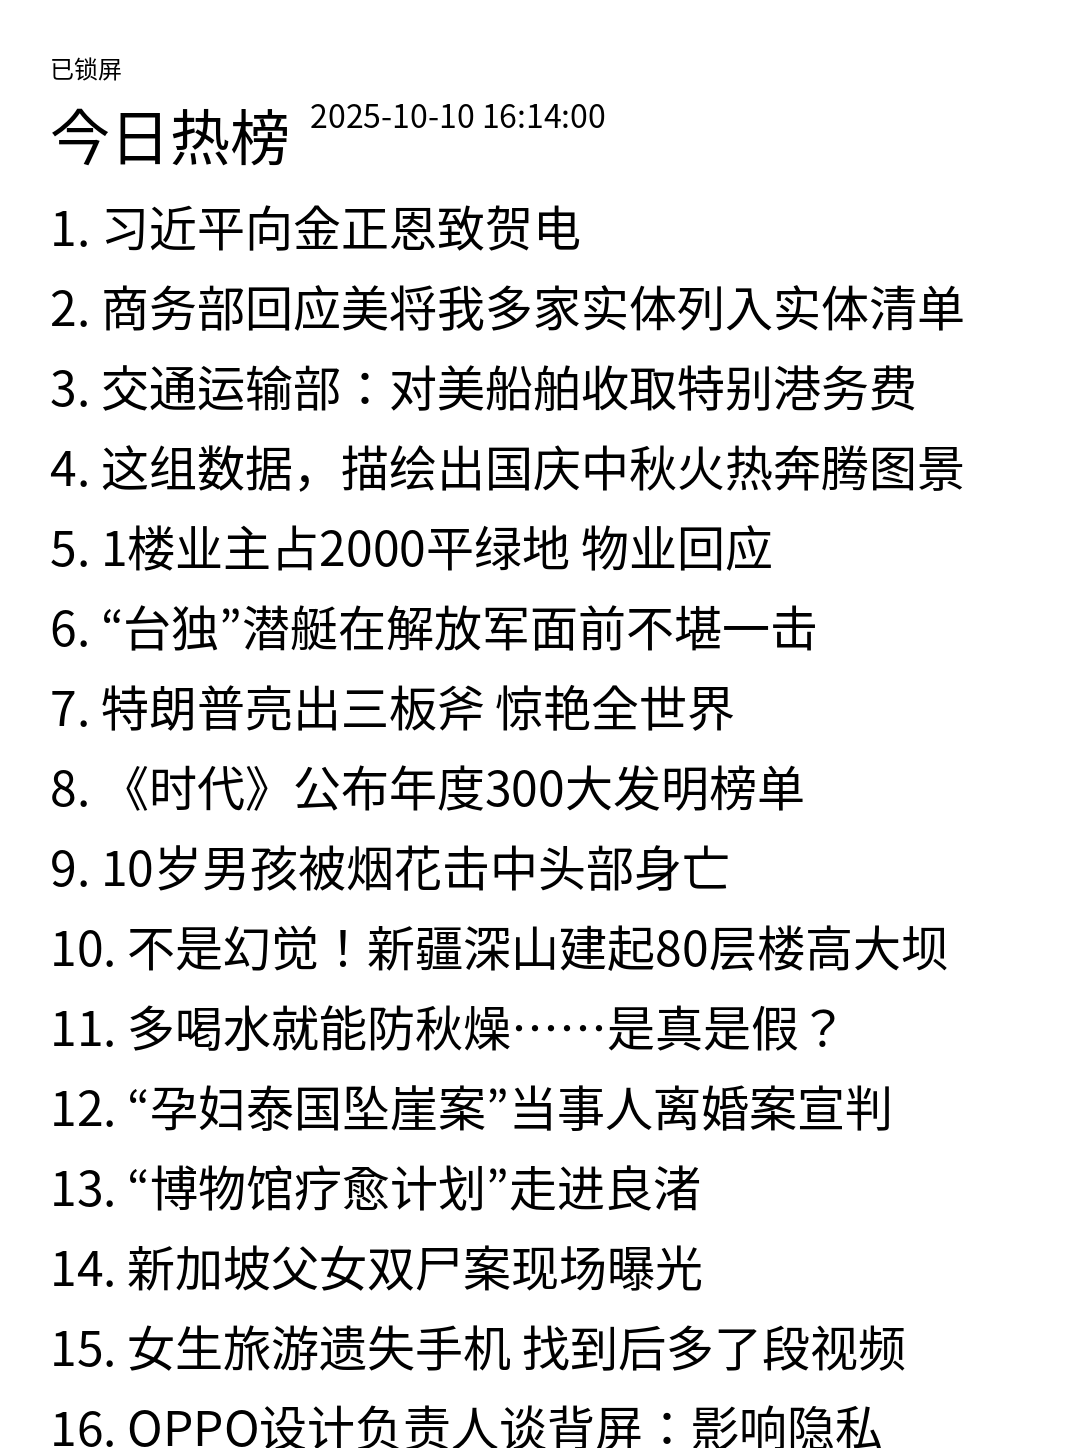 已锁屏
今日热榜 2025-10-10 16:14:00
1. 习近平向金正恩致贺电
2. 商务部回应美将我多家实体列入实体清单
3. 交通运输部：对美船舶收取特别港务费
4. 这组数据，描绘出国庆中秋火热奔腾图景
5. 1楼业主占2000平绿地 物业回应
6. “台独”潜艇在解放军面前不堪一击
7. 特朗普亮出三板斧 惊艳全世界
8. 《时代》公布年度300大发明榜单
9. 10岁男孩被烟花击中头部身亡
10. 不是幻觉！新疆深山建起80层楼高大坝
11. 多喝水就能防秋燥……是真是假？
12. “孕妇泰国坠崖案”当事人离婚案宣判
13. “博物馆疗愈计划”走进良渚
14. 新加坡父女双尸案现场曝光
15. 女生旅游遗失手机 找到后多了段视频
16. OPPO设计负责人谈背屏：影响隐私